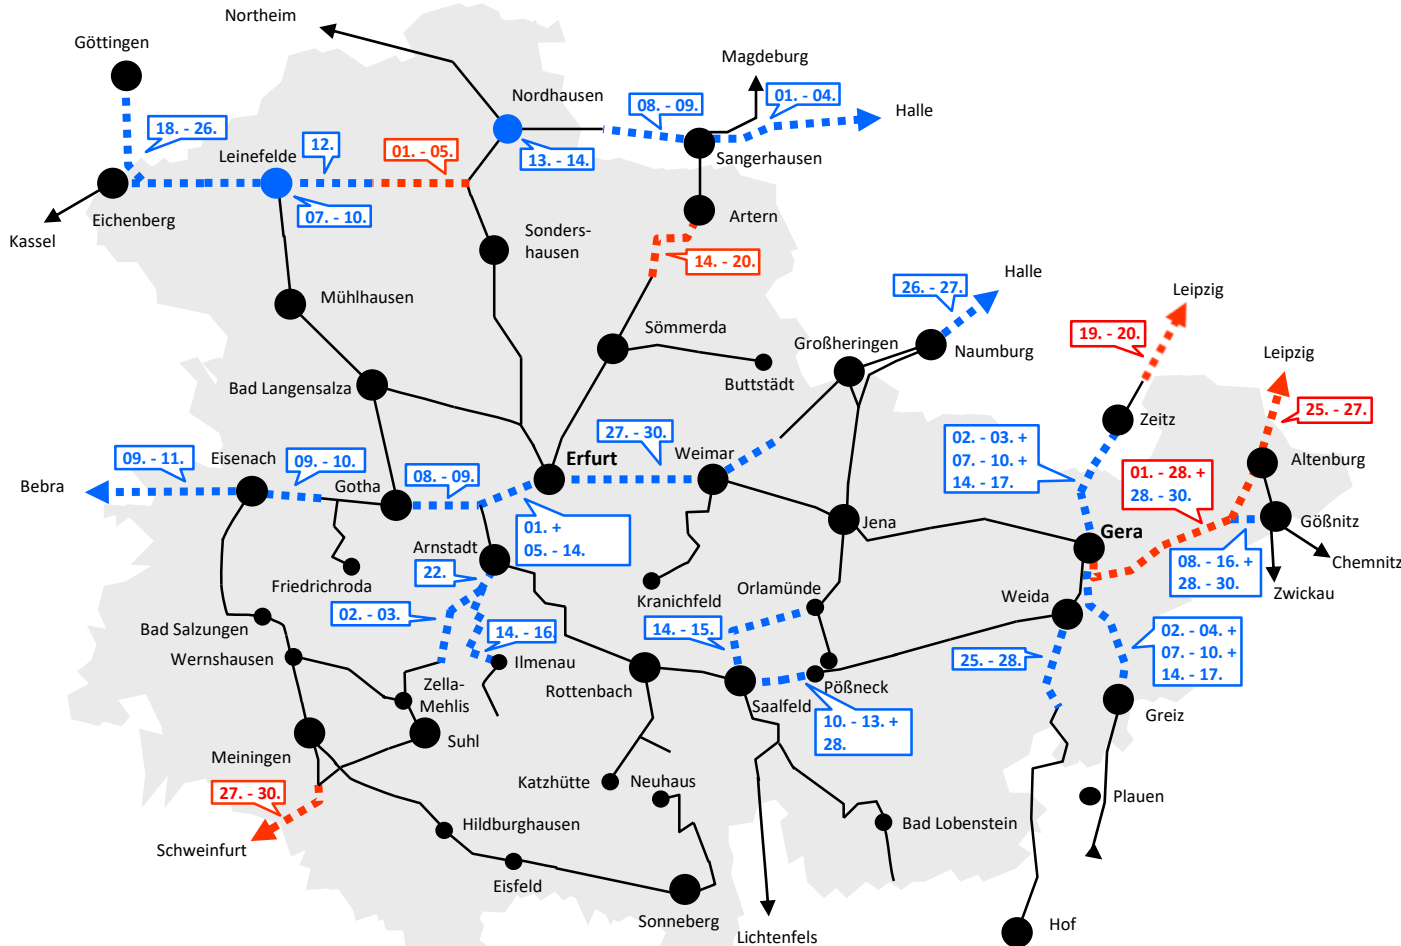 Northeim
Göttingen
Magdeburg
Nordhausen
08. - 09.
01. - 04.
Halle
18. - 26.
Leinefelde
12.
01. - 05.
13. - 14.
Sangerhausen
07. - 10.
Eichenberg
Kassel
Artern
Sonders-
hausen
14. - 20.
Mühlhausen
26. - 27.
Halle
Leipzig
Sömmerda
19. - 20.
Großheringen
Naumburg
Leipzig
Buttstädt
Bad Langensalza
25. - 27.
Zeitz
02. - 03. +
07. - 10. +
14. - 17.
27. - 30.
09. - 11.
Eisenach
09. - 10.
Erfurt
Weimar
Altenburg
01. - 28. +
28. - 30.
Bebra
Gotha
08. - 09.
01. +
05. - 14.
Jena
Gera
Gößnitz
Arnstadt
08. - 16. +
28. - 30.
Chemnitz
22.
Friedrichroda
Kranichfeld
Orlamünde
Zwickau
Weida
02. - 03.
Bad Salzungen
14. - 16.
14. - 15.
02. - 04. +
07. - 10. +
14. - 17.
Wernshausen
Ilmenau
25. - 28.
Rottenbach
Zella-
Mehlis
Pößneck
Saalfeld
10. - 13. +
28.
Greiz
Suhl
Meiningen
Katzhütte
Neuhaus
27. - 30.
Plauen
Hildburghausen
Bad Lobenstein
Schweinfurt
Eisfeld
Sonneberg
Hof
Lichtenfels